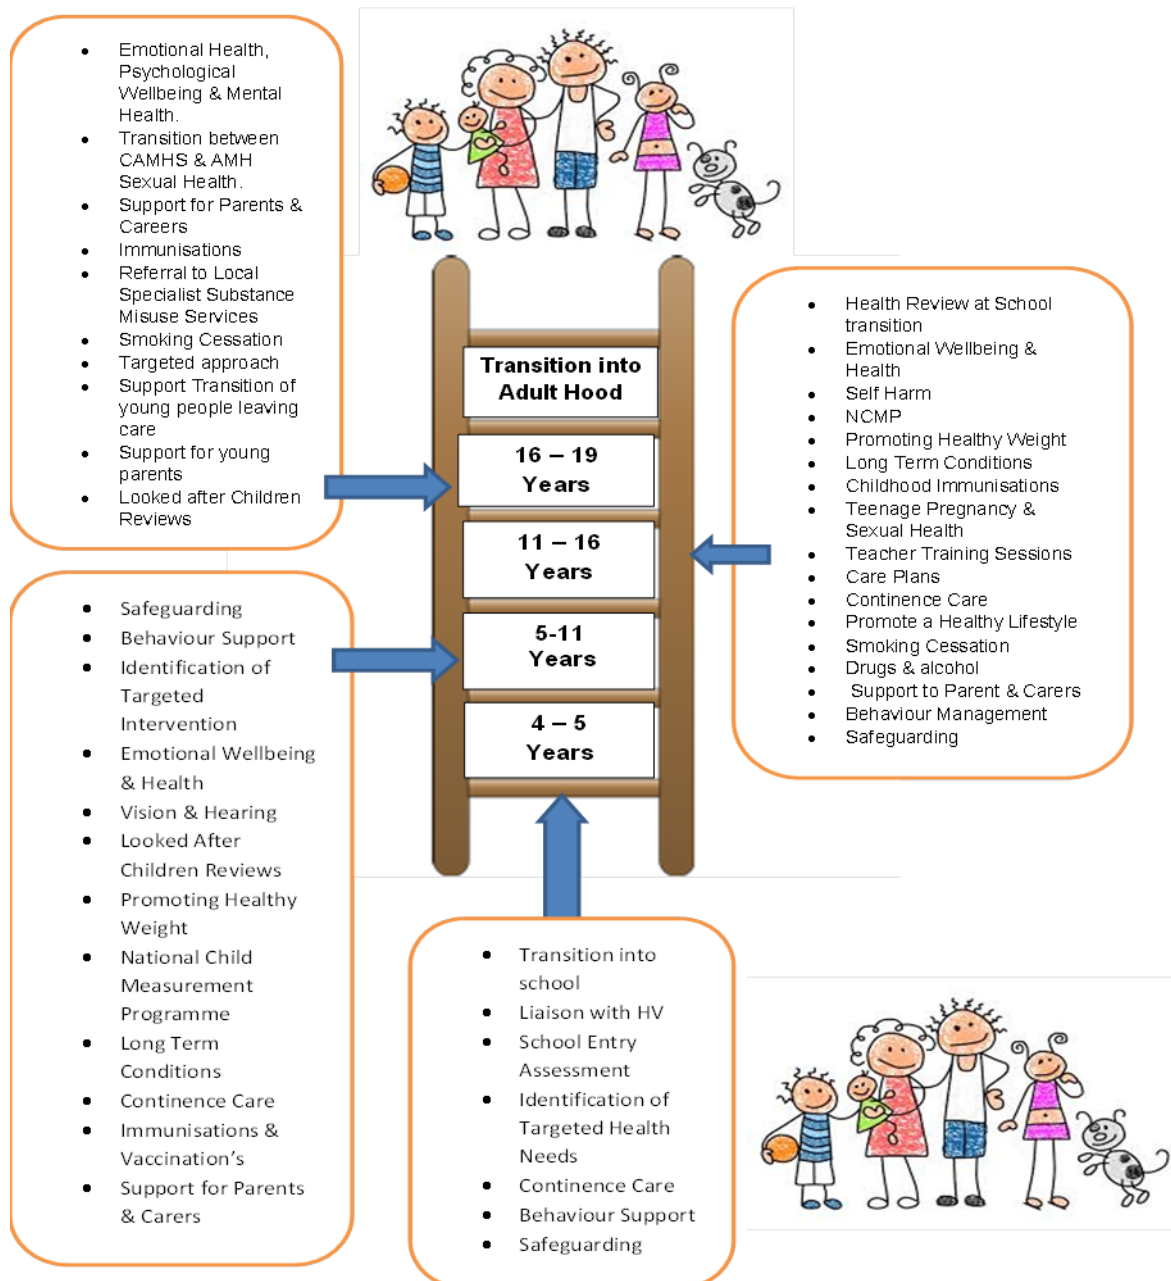 Emotional Health,
Psychological
Wellbeing & Mental
Health.
Transition between
CAMHS & AMH
Sexual Health.
Support for Parents &
Careers
Immunisations
Referral to Local
Specialist Substance
Misuse Services
Smoking Cessation
Targeted approach
Support Transition of
young people leaving
care
Support for young
parents
Looked after Children
Reviews
Transition into
Adult Hood
16 – 19
Years
11 – 16
Years
5-11
Years
4 – 5
Years
Health Review at School
transition
Emotional Wellbeing &
Health
Self Harm
NCMP
Promoting Healthy Weight
Long Term Conditions
Childhood Immunisations
Teenage Pregnancy &
Sexual Health
Teacher Training Sessions
Care Plans
Continence Care
Promote a Healthy Lifestyle
Smoking Cessation
Drugs & alcohol
Support to Parent & Carers
Behaviour Management
Safeguarding
Safeguarding
Behaviour Support
Identification of
Targeted
Intervention
Emotional Wellbeing
& Health
Vision & Hearing
Looked After
Children Reviews
Promoting Healthy
Weight
National Child
Measurement
Programme
Long Term
Conditions
Continence Care
Immunisations &
Vaccination's
Support for Parents
& Carers
Transition into
school
Liaison with HV
School Entry
Assessment
Identification of
Targeted Health
Needs
Continence Care
Behaviour Support
Safeguarding